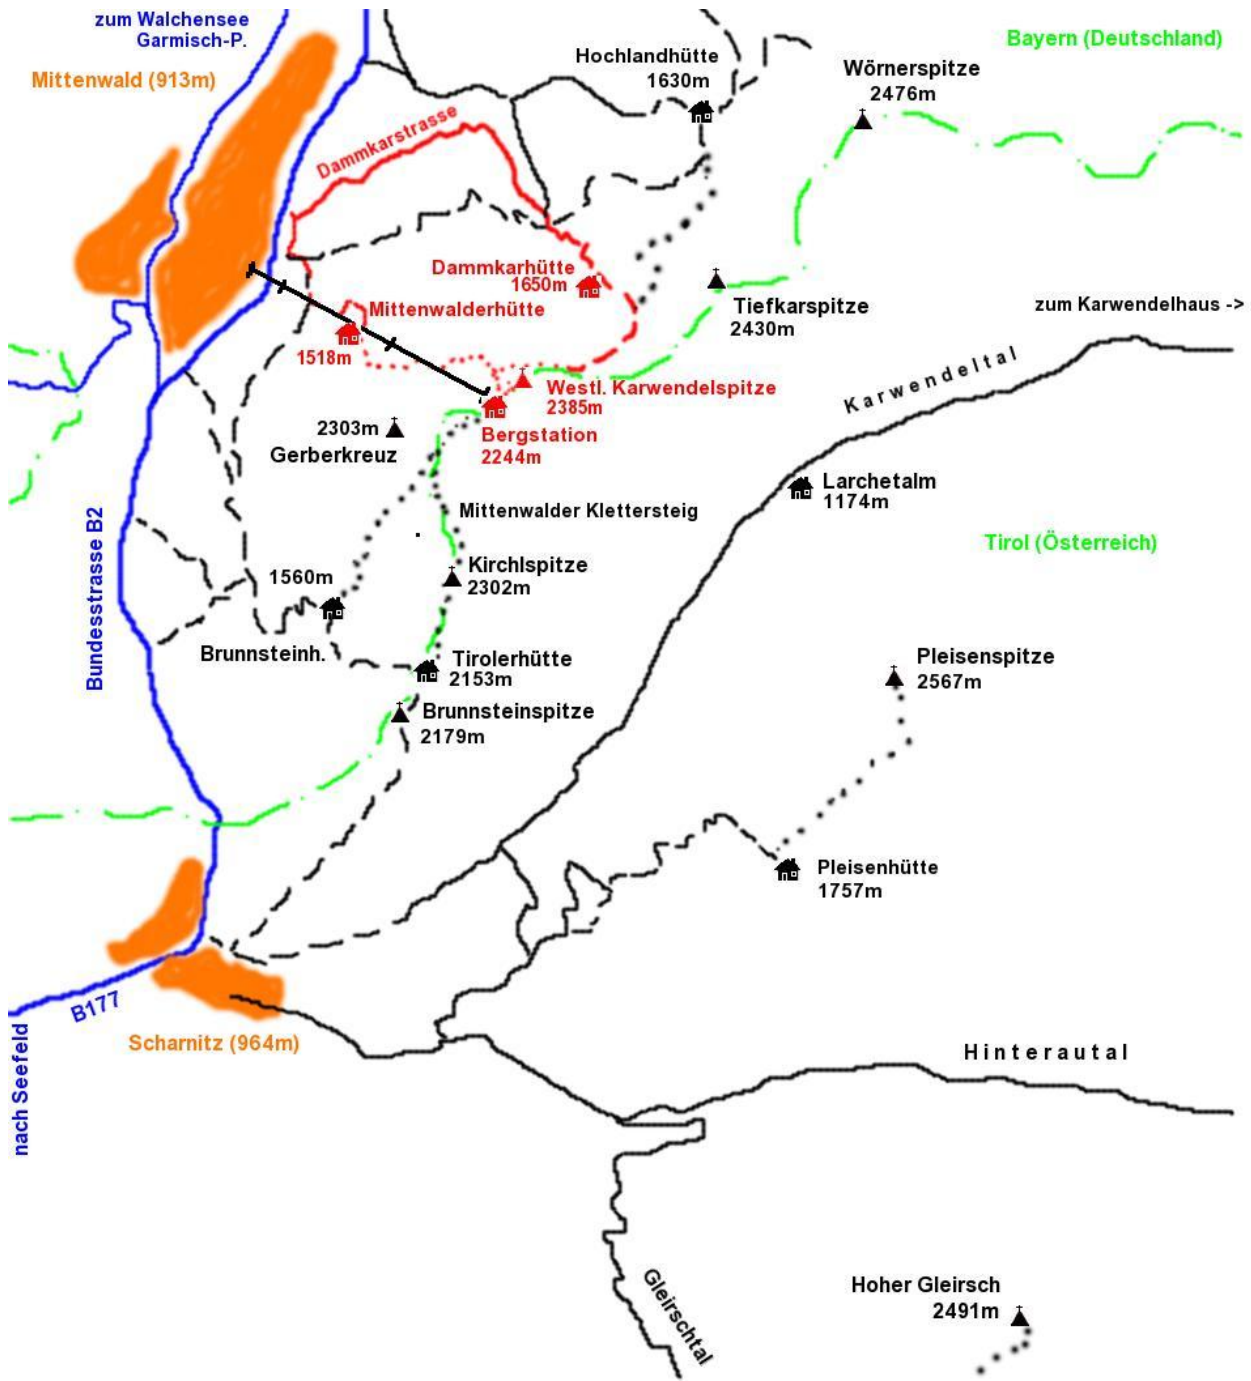 zum Walchensee
Garmisch-P.
Mittenwald (913m)
Hochlandhütte
1630m
Wörnerspitze
2476m
Bayern (Deutschland)
Dammkarstrasse
Dammkarhütte
1650m
Mittenwalderhütte
1518m
Tiefkarspitze
2430m
zum Karwendelhaus ->
Karwendeltal
Westl. Karwendelspitze
2385m
Bergstation
2244m
2303m
Gerberkreuz
Larchetalm
1174m
Mittenwalder Klettersteig
Tirol (Österreich)
Bundesstrasse B2
Kirchlspitze
2302m
1560m
Brunnsteinh.
Tirolerhütte
2153m
Pleisenspitze
2567m
Brunnsteinspitze
2179m
Pleisenhütte
1757m
B177
nach Seefeld
Scharnitz (964m)
Hinterautal
Gleirschtal
Hoher Gleirsch
2491m